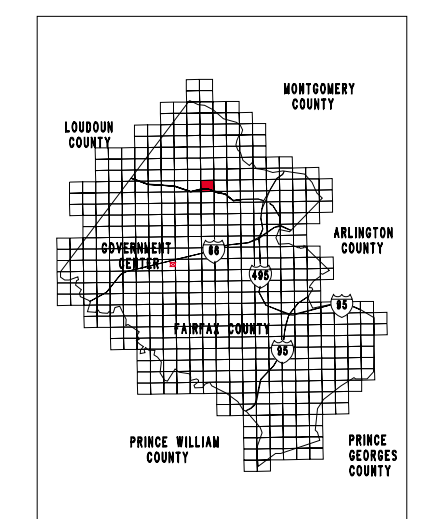 MONTGOMERY
COUNTY
LOUDOUN
COUNTY
ARLINGTON
COUNTY
GOVERNMENT
CENTER
66
495
95
FAIRFAX COUNTY
95
PRINCE WILLIAM
COUNTY
PRINCE
GEORGES
COUNTY